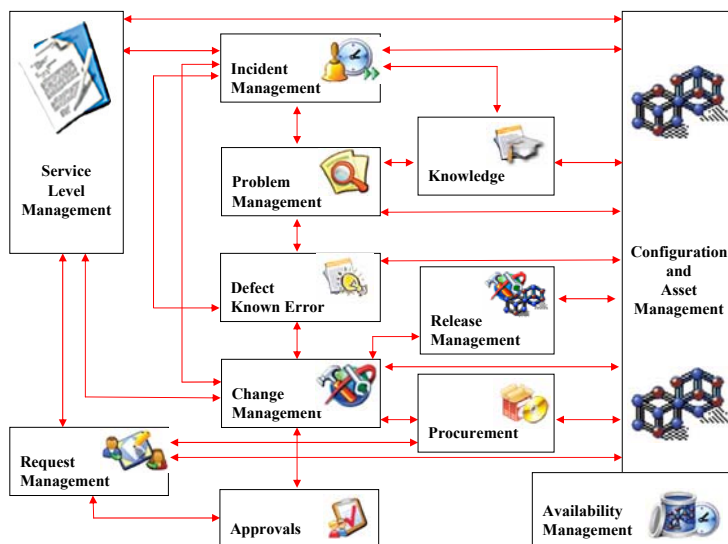 Incident
Management
Service
Level
Management
Problem
Management
Knowledge
Defect
Known Error
Configuration
and
Asset
Management
Release
Management
Change
Management
Procurement
Request
Management
Approvals
Availability
Management